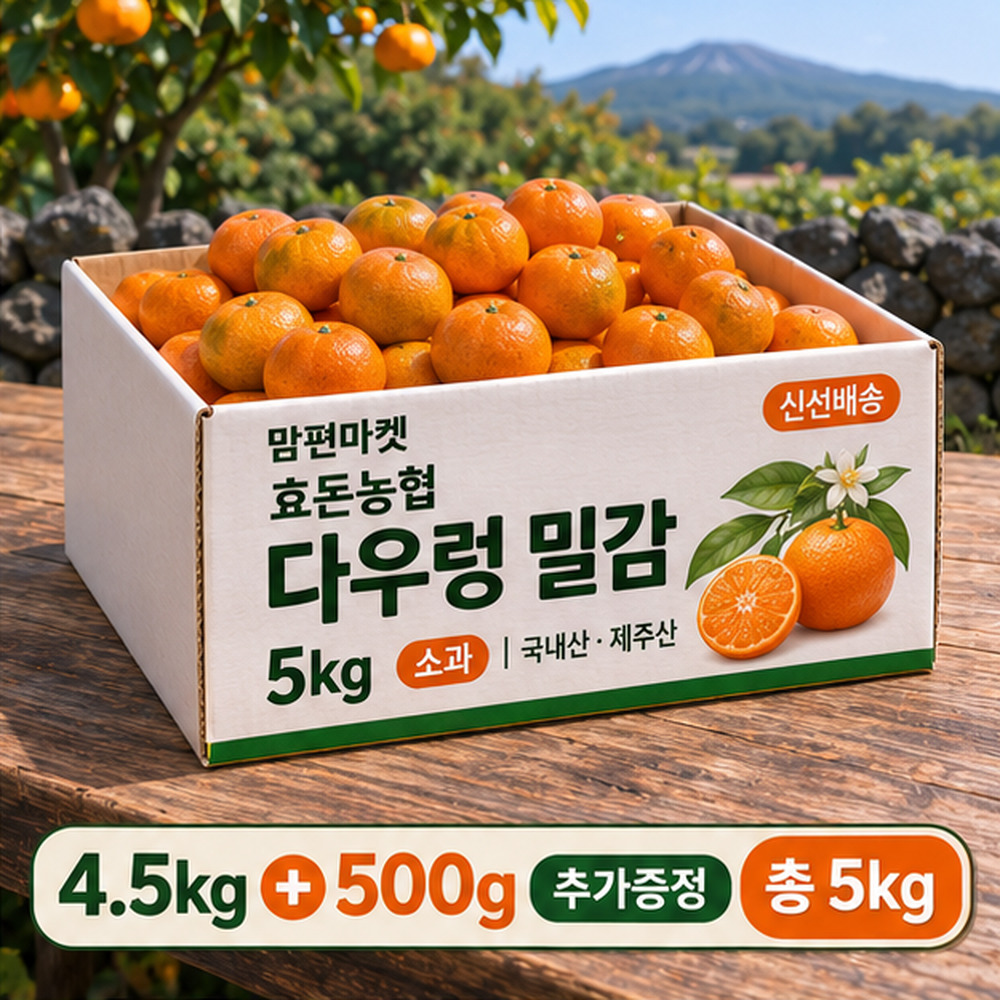 신선배송
맘편마켓
효돈농협
다우렁 밀감
5kg 소과 | 국내산 · 제주산
4.5kg + 500g 추가증정 총 5kg